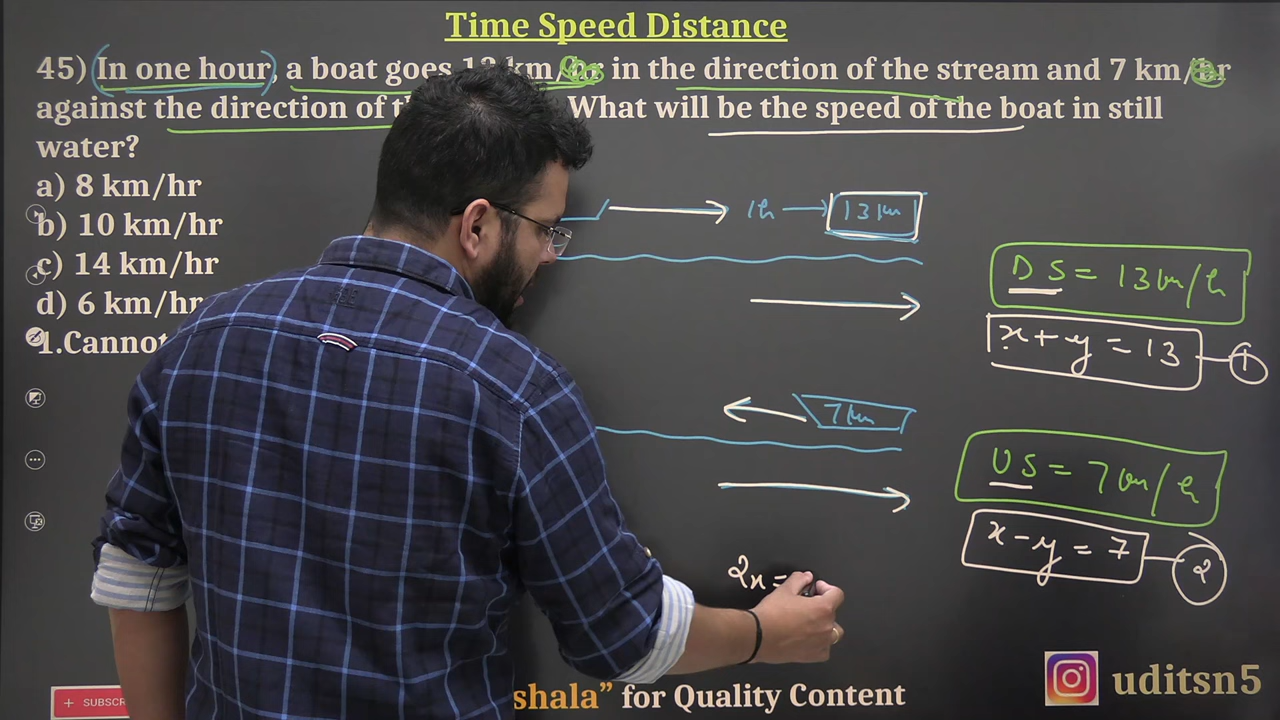 Time Speed Distance
45) In one hour, a boat goes 13 km/hr in the direction of the stream and 7 km/hr
against the direction of What will be the speed of the boat in still
water?
a) 8 km/hr
b) 10 km/hr
c) 14 km/hr
d) 6 km/hr
1.Cannot
1h → 13 km
DS = 13 km/h
x + y = 13 — 1
7 km
US = 7 km/h
x - y = 7 — 2
2x =
+ SUBSCR
shala” for Quality Content
uditsn5